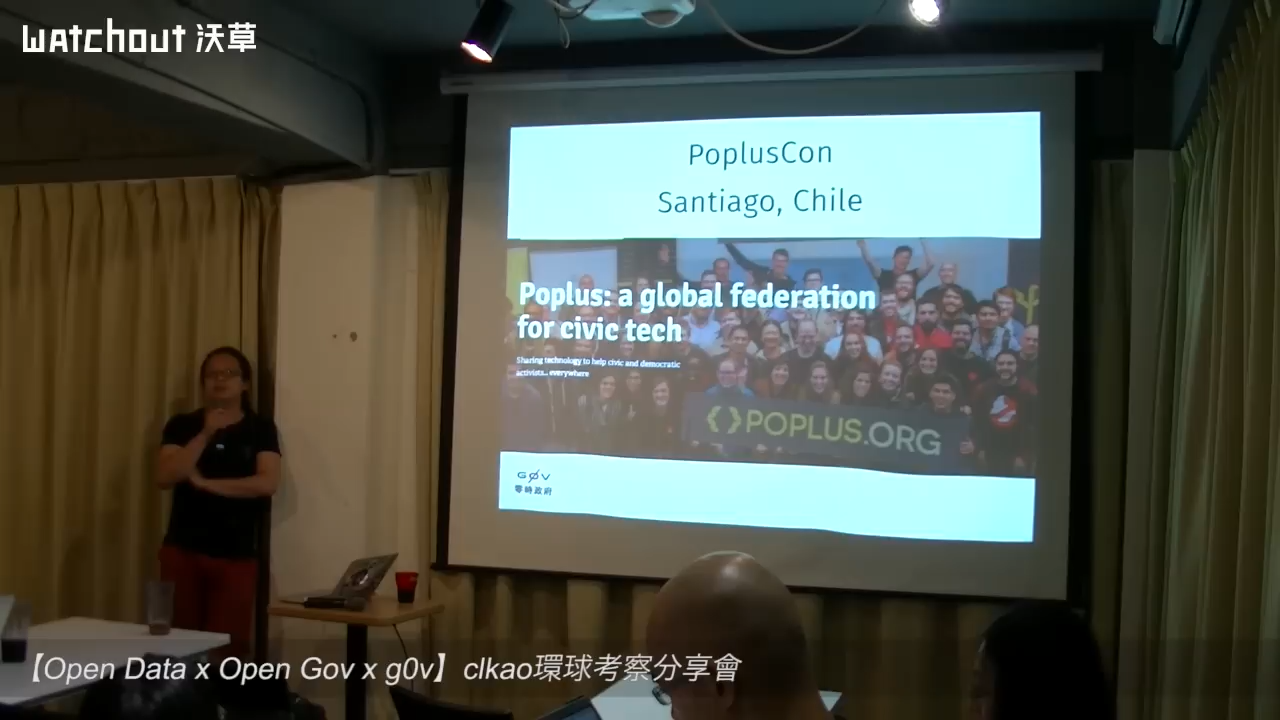 watchout 沃草
PoplusCon
Santiago, Chile
Poplus: a global federation
for civic tech
Sharing technology to help civic and democratic
activists... everywhere
POPLUS.ORG
GØV
零時政府
【Open Data x Open Gov x g0v】clkao環球考察分享會